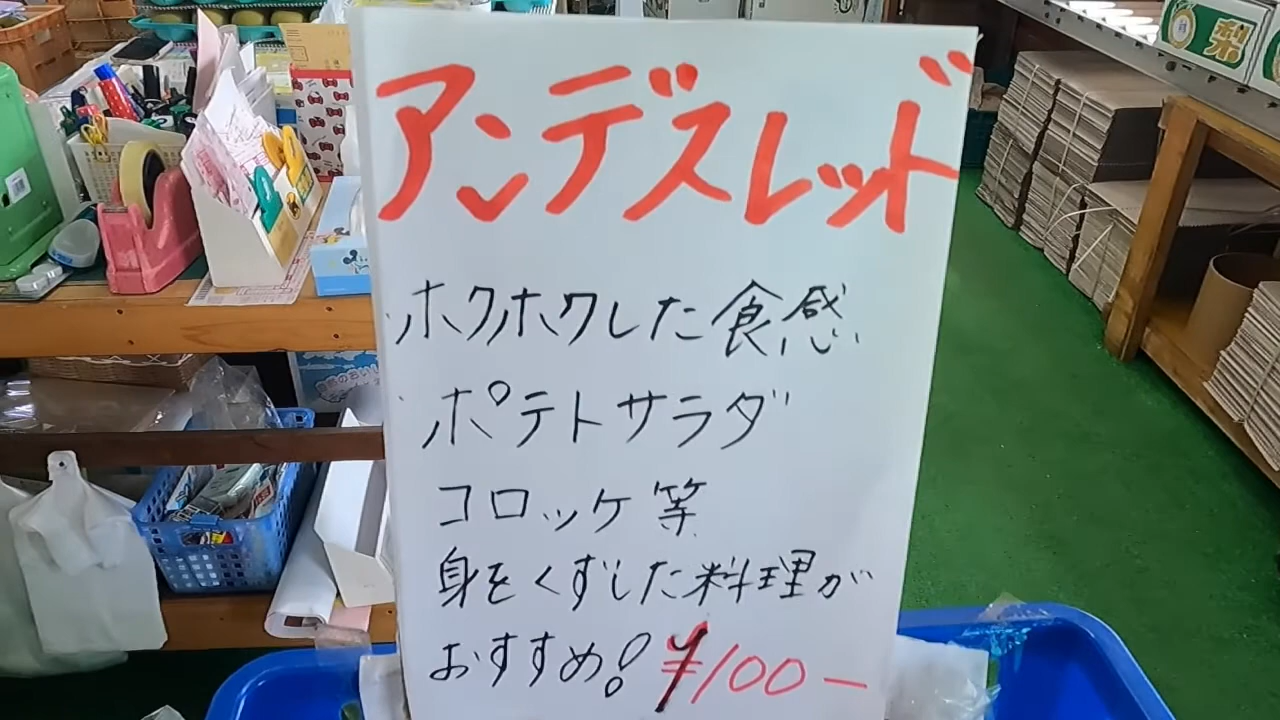 アンデスレッド
ホクホクした食感
ポテトサラダ
コロッケ等
身をくずした料理が
おすすめ! ¥100ー
梨